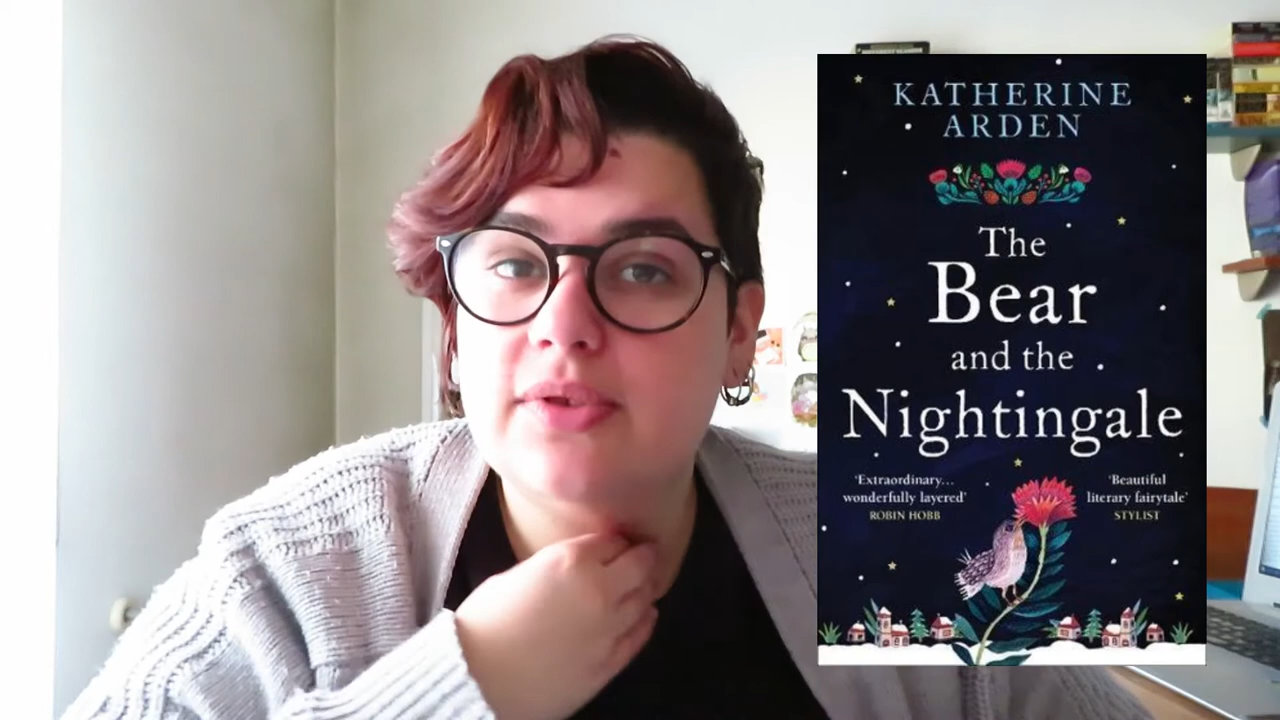 KATHERINE
ARDEN
The
Bear
and the
Nightingale
'Extraordinary...
wonderfully layered'
ROBIN HOBB
'Beautiful
literary fairytale'
STYLIST